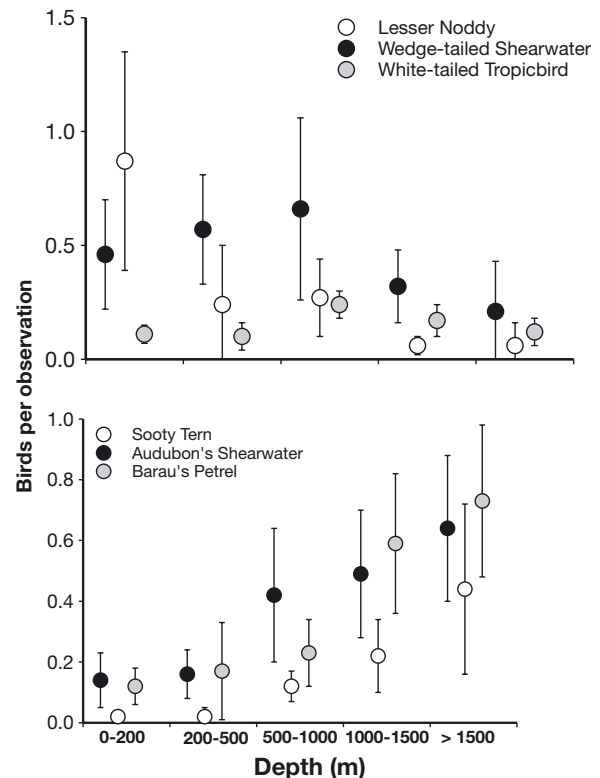 1.5
Lesser Noddy
Wedge-tailed Shearwater
White-tailed Tropicbird
1.0
0.5
0.0
Birds per observation
1.0
Sooty Tern
Audubon's Shearwater
Barau's Petrel
0.8
0.6
0.4
0.2
0.0
0-200 200-500 500-1000 1000-1500 > 1500
Depth (m)